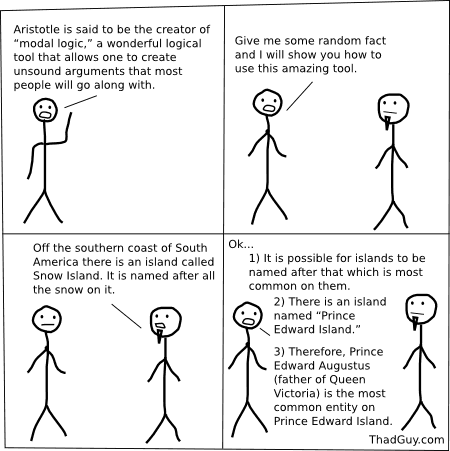 Aristotle is said to be the creator of
“modal logic,” a wonderful logical
tool that allows one to create
unsound arguments that most
people will go along with.
Give me some random fact
and I will show you how to
use this amazing tool.
Off the southern coast of South
America there is an island called
Snow Island. It is named after all
the snow on it.
Ok...
1) It is possible for islands to be
named after that which is most
common on them.
2) There is an island
named “Prince
Edward Island.”
3) Therefore, Prince
Edward Augustus
(father of Queen
Victoria) is the most
common entity on
Prince Edward Island.
ThadGuy.com